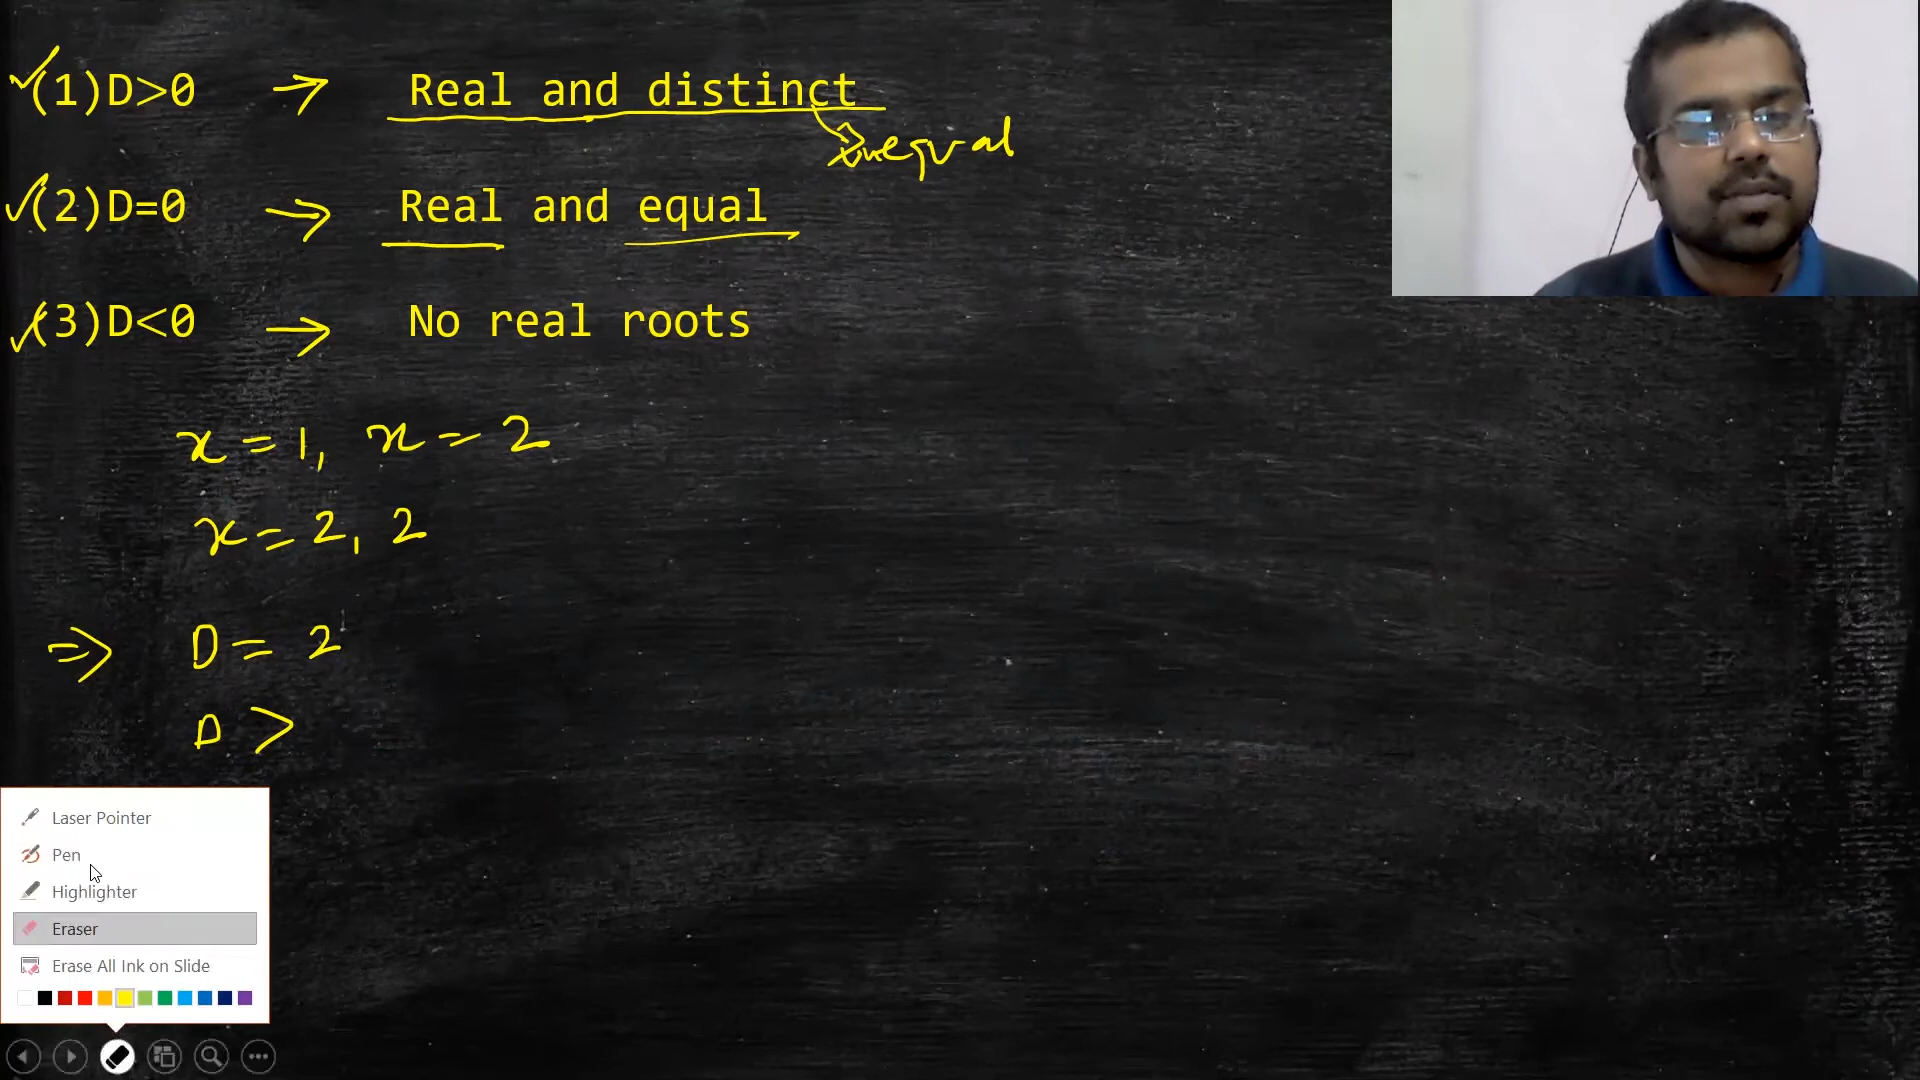 ✓(1)D>0 → Real and distinct
unequal
✓(2)D=0 → Real and equal
✓(3)D<0 → No real roots
x = 1, x = 2
x = 2, 2
⇒ D = 2
D >
Laser Pointer
Pen
Highlighter
Eraser
Erase All Ink on Slide